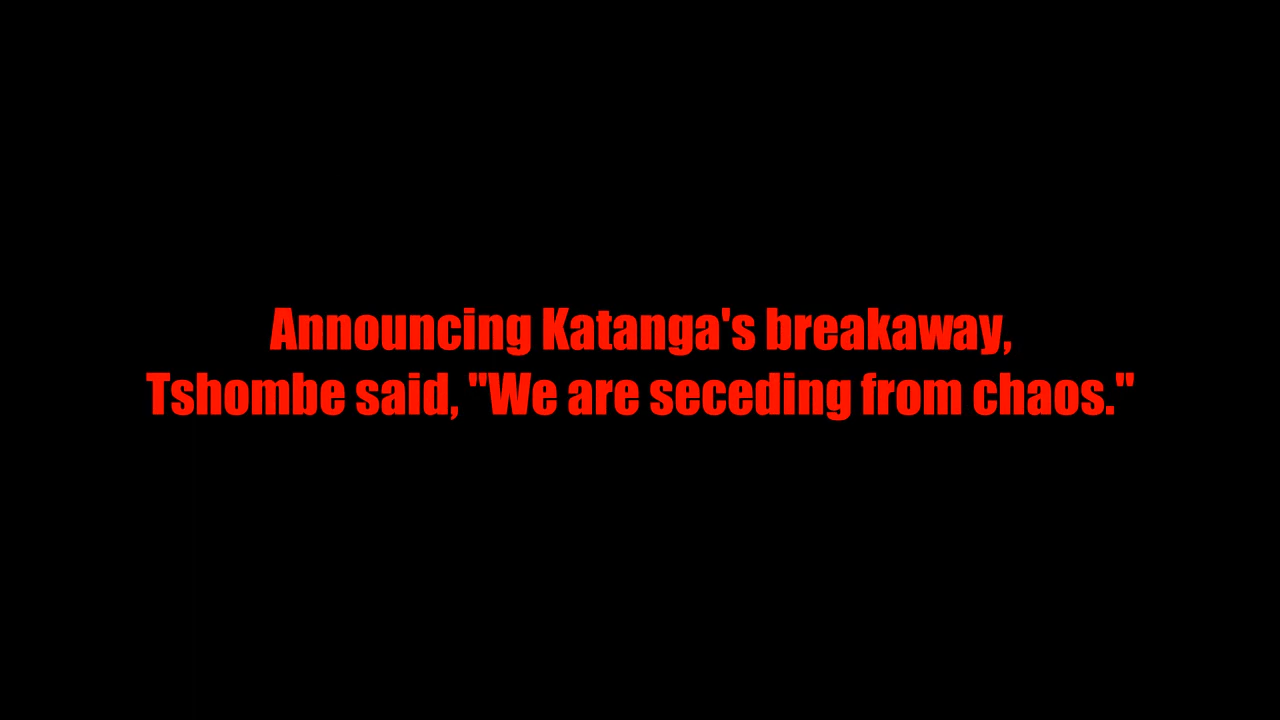 Announcing Katanga's breakaway,
Tshombe said, "We are seceding from chaos."